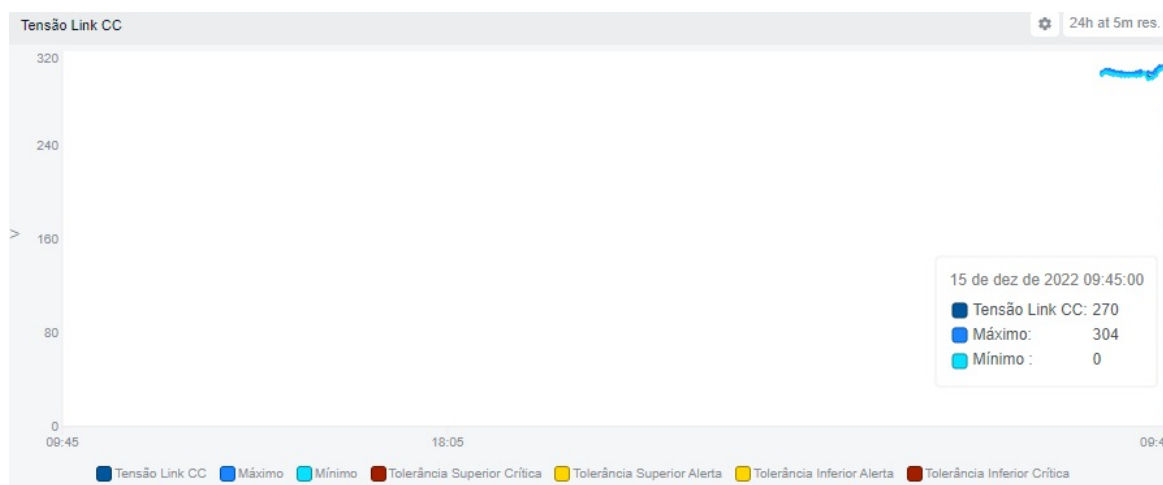 Tensão Link CC
24h at 5m res.
320
240
160
80
0
V
09:45
18:05
09:4
15 de dez de 2022 09:45:00
Tensão Link CC: 270
Máximo: 304
Mínimo : 0
Tensão Link CC Máximo Mínimo Tolerância Superior Crítica Tolerância Superior Alerta Tolerância Inferior Alerta Tolerância Inferior Crítica